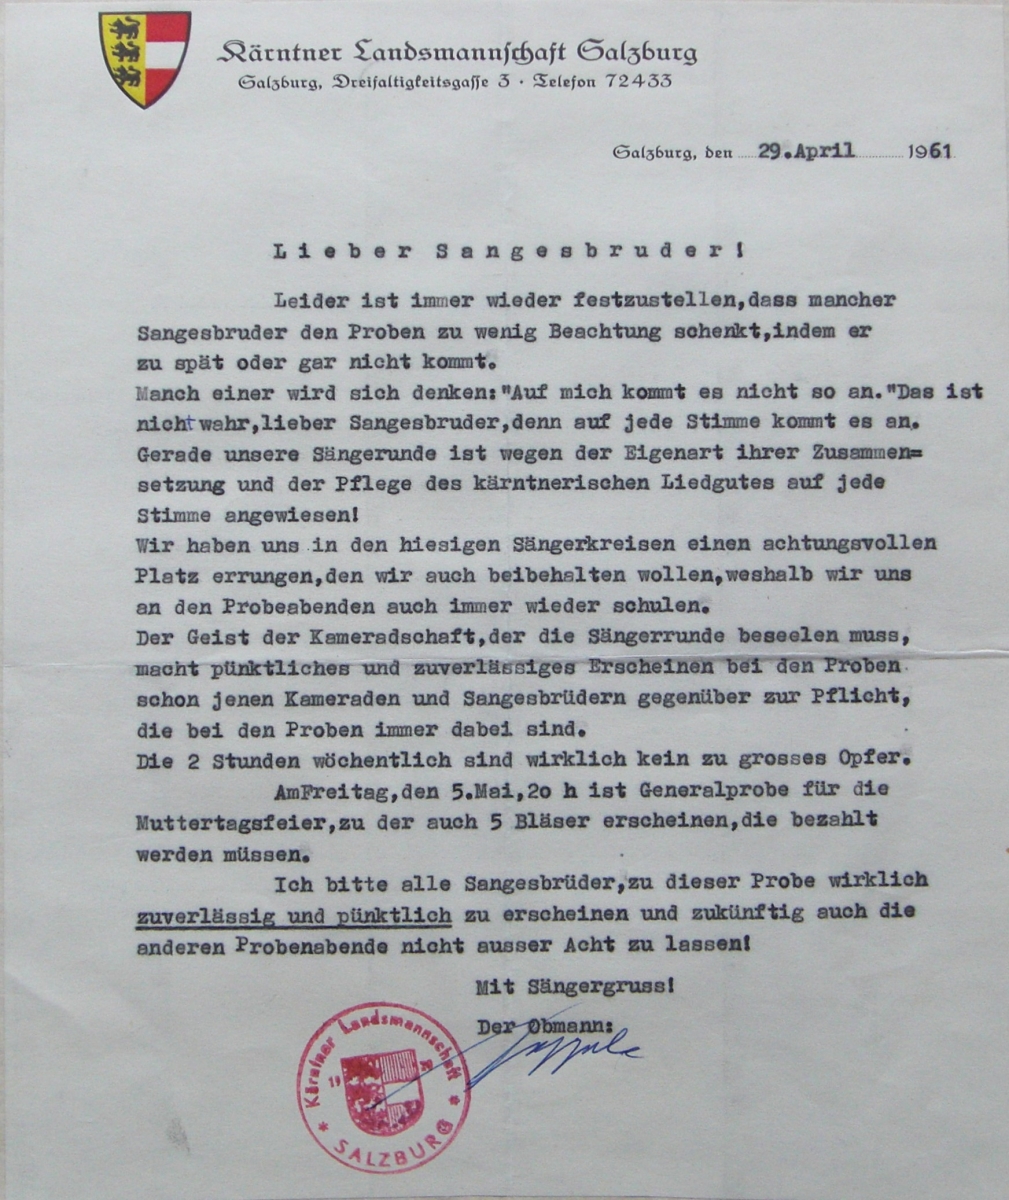 Kärntner Landsmannschaft Salzburg
Salzburg, Dreifaltigkeitsgasse 3 · Telefon 72433
Salzburg, den 29.April 1961
Lieber Sangesbruder!
Leider ist immer wieder festzustellen,dass mancher
Sangesbruder den Proben zu wenig Beachtung schenkt,indem er
zu spät oder gar nicht kommt.
Manch einer wird sich denken:"Auf mich kommt es nicht so an."Das ist
nicht wahr,lieber Sangesbruder,denn auf jede Stimme kommt es an.
Gerade unsere Sängerunde ist wegen der Eigenart ihrer Zusammen=
setzung und der Pflege des kärntnerischen Liedgutes auf jede
Stimme angewiesen!
Wir haben uns in den hiesigen Sängerkreisen einen achtungsvollen
Platz errungen,den wir auch beibehalten wollen,weshalb wir uns
an den Probeabenden auch immer wieder schulen.
Der Geist der Kameradschaft,der die Sängerrunde beseelen muss,
macht pünktliches und zuverlässiges Erscheinen bei den Proben
schon jenen Kameraden und Sangesbrüdern gegenüber zur Pflicht,
die bei den Proben immer dabei sind.
Die 2 Stunden wöchentlich sind wirklich kein zu grosses Opfer.
AmFreitag,den 5.Mai,20 h ist Generalprobe für die
Muttertagsfeier,zu der auch 5 Bläser erscheinen,die bezahlt
werden müssen.
Ich bitte alle Sangesbrüder,zu dieser Probe wirklich
zuverlässig und pünktlich zu erscheinen und zukünftig auch die
anderen Probenabende nicht ausser Acht zu lassen!
Mit Sängergruss!
Der Obmann:
Kärntner Landsmannschaft
19
* SALZBURG *